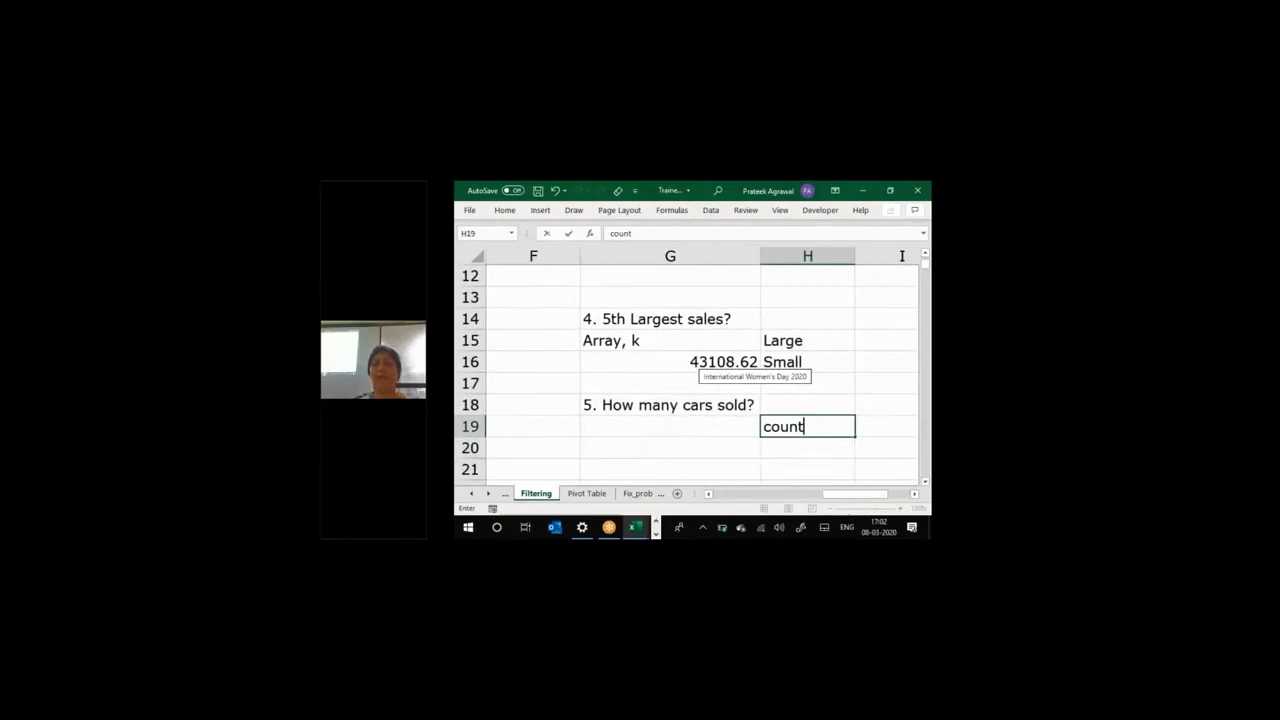 AutoSave Off Traine... Prateek Agrawal PA
File Home Insert Draw Page Layout Formulas Data Review View Developer Help
H19 fx count
F G H I
12
13
14 4. 5th Largest sales?
15 Array, k Large
16 43108.62 Small
International Women's Day 2020
17
18 5. How many cars sold?
19 count
20
21
... Filtering Pivot Table Fix_prob ...
Enter 100%
ENG 17:02
08-03-2020